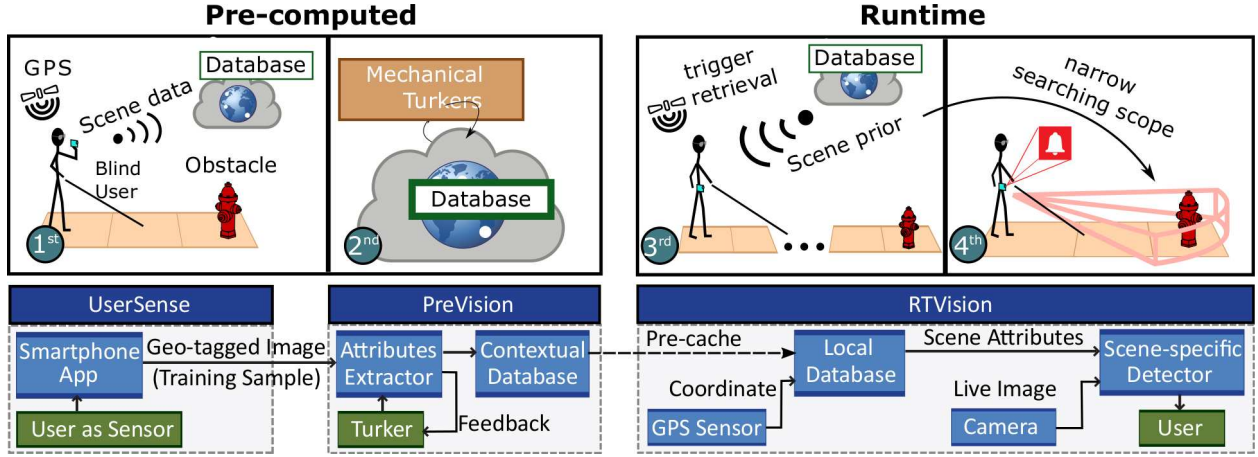 Pre-computed
Runtime
GPS
Scene data
Database
Blind
User
Obstacle
1st
Mechanical
Turkers
Database
2nd
trigger
retrieval
Database
Scene prior
3rd
narrow
searching scope
4th
UserSense
PreVision
RTVision
Smartphone
App
Geo-tagged Image
(Training Sample)
User as Sensor
Attributes
Extractor
Contextual
Database
Turker
Feedback
Pre-cache
Coordinate
GPS Sensor
Local
Database
Scene Attributes
Live Image
Camera
Scene-specific
Detector
User